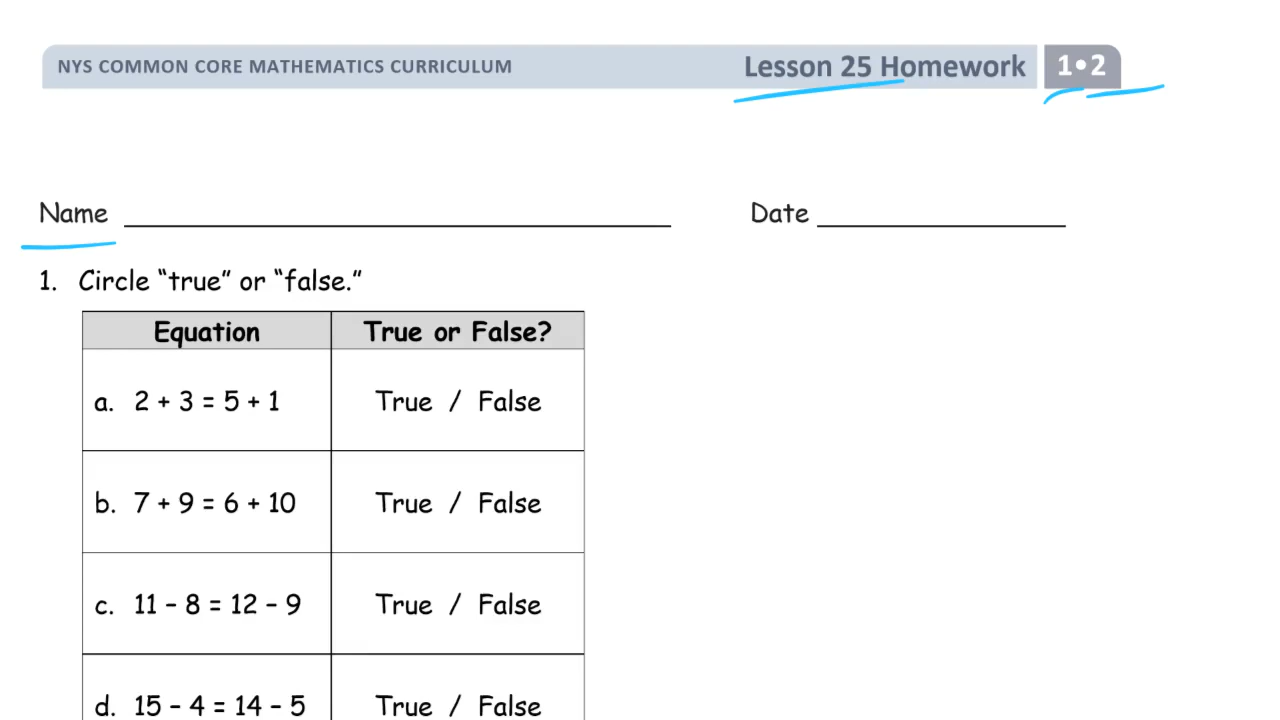 NYS COMMON CORE MATHEMATICS CURRICULUM Lesson 25 Homework 1•2
Name Date
1. Circle “true” or “false.”
Equation True or False?
a. 2 + 3 = 5 + 1 True / False
b. 7 + 9 = 6 + 10 True / False
c. 11 – 8 = 12 – 9 True / False
d. 15 – 4 = 14 – 5 True / False